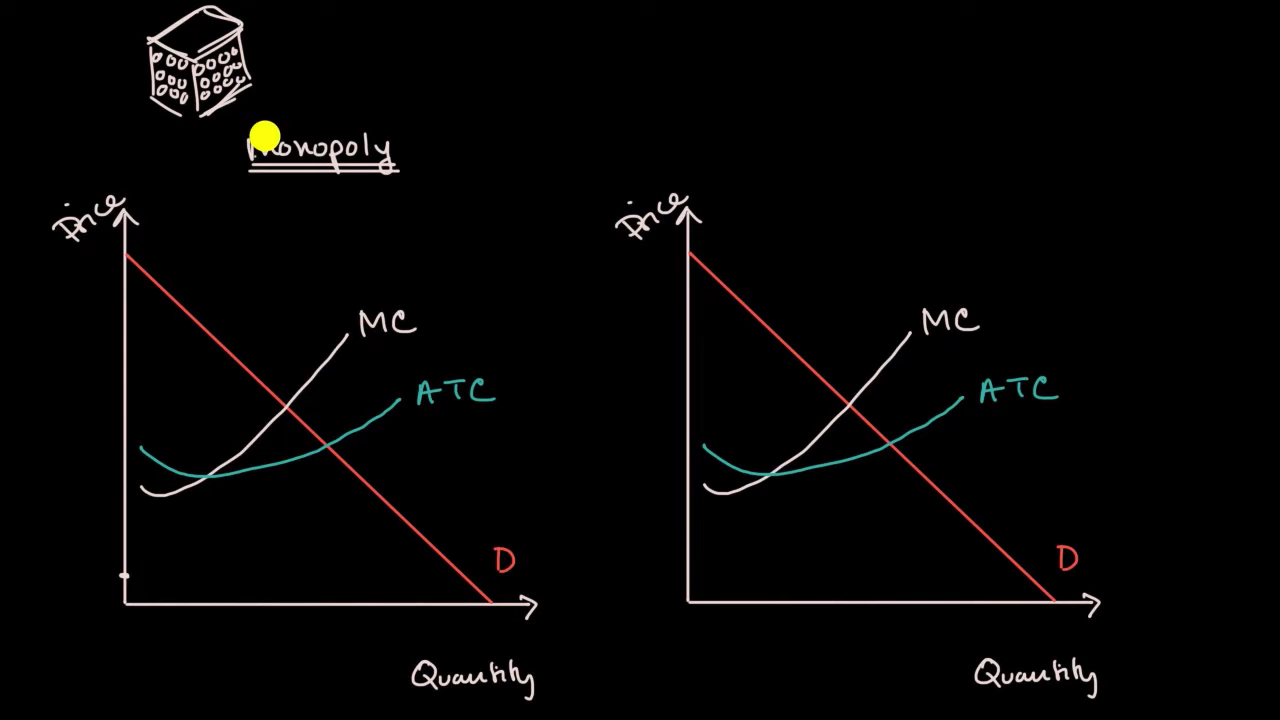 Monopoly
Price
MC
ATC
D
Quantity
Price
MC
ATC
D
Quantity